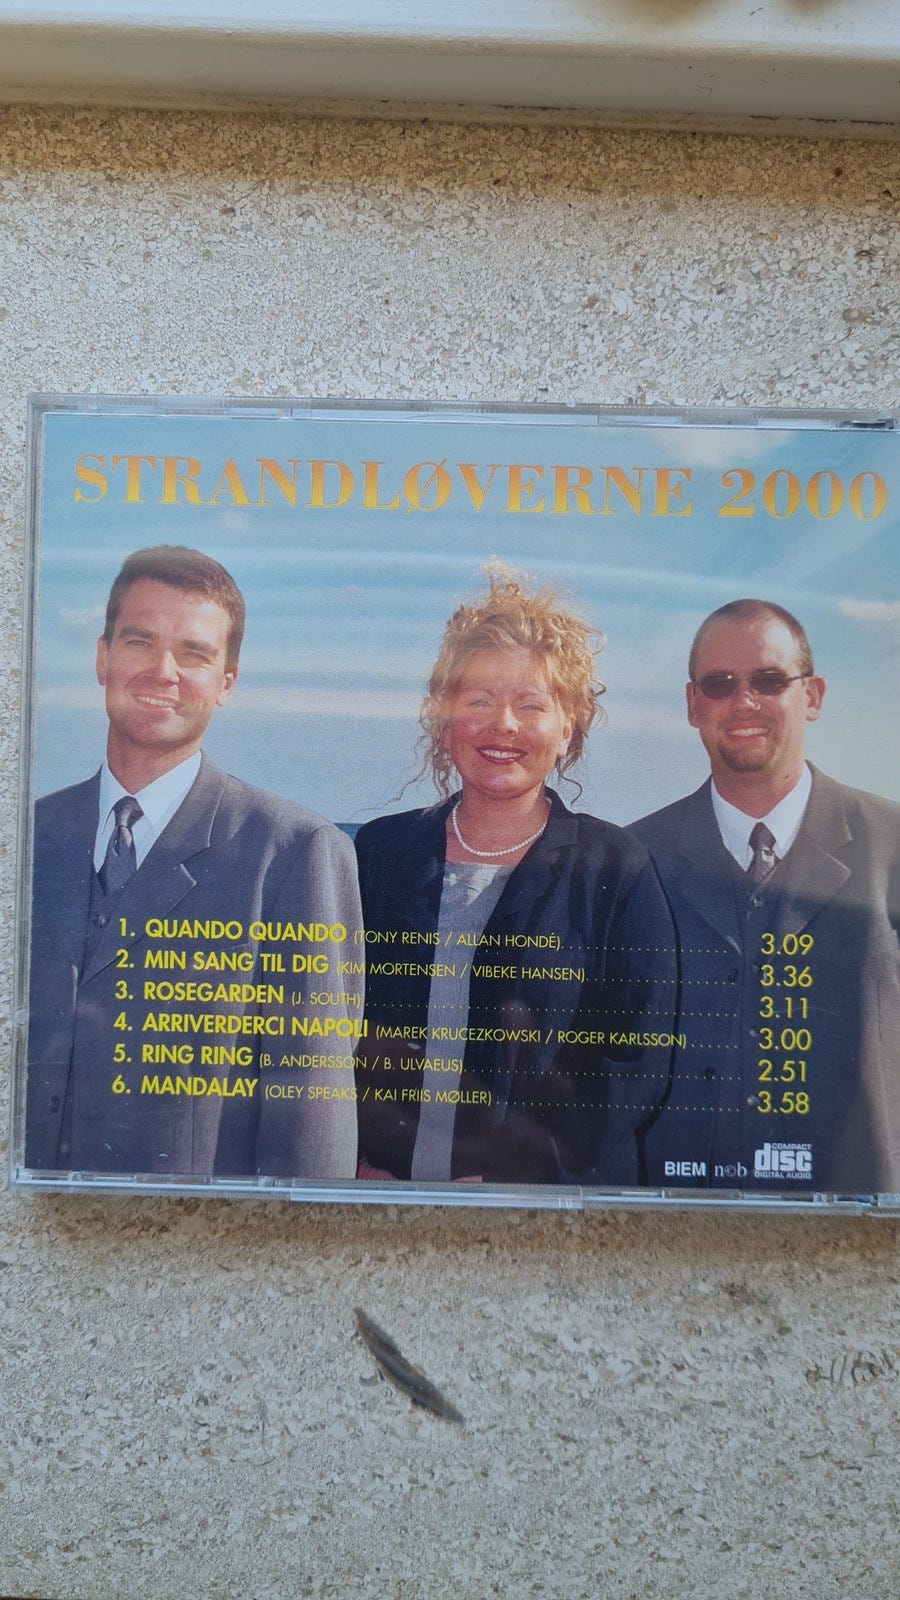 STRANDLØVERNE 2000
1. QUANDO QUANDO (TONY RENIS / ALLAN HONDÉ)........................ 3.09
2. MIN SANG TIL DIG (KIM MORTENSEN / VIBEKE HANSEN).................... 3.36
3. ROSEGARDEN (J. SOUTH)................................................ 3.11
4. ARRIVERDERCI NAPOLI (MAREK KRUCEZKOWSKI / ROGER KARLSSON)...... 3.00
5. RING RING (B. ANDERSSON / B. ULVAEUS).................................. 2.51
6. MANDALAY (OLEY SPEAKS / KAI FRIIS MØLLER)............................... 3.58
BIEM n©b COMPACT disc DIGITAL AUDIO